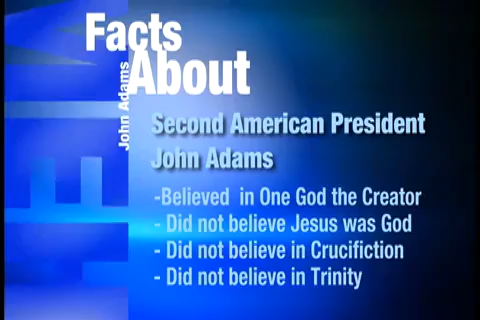 Facts
About
John Adams
Second American President
John Adams
-Believed in One God the Creator
- Did not believe Jesus was God
- Did not believe in Crucifiction
- Did not believe in Trinity